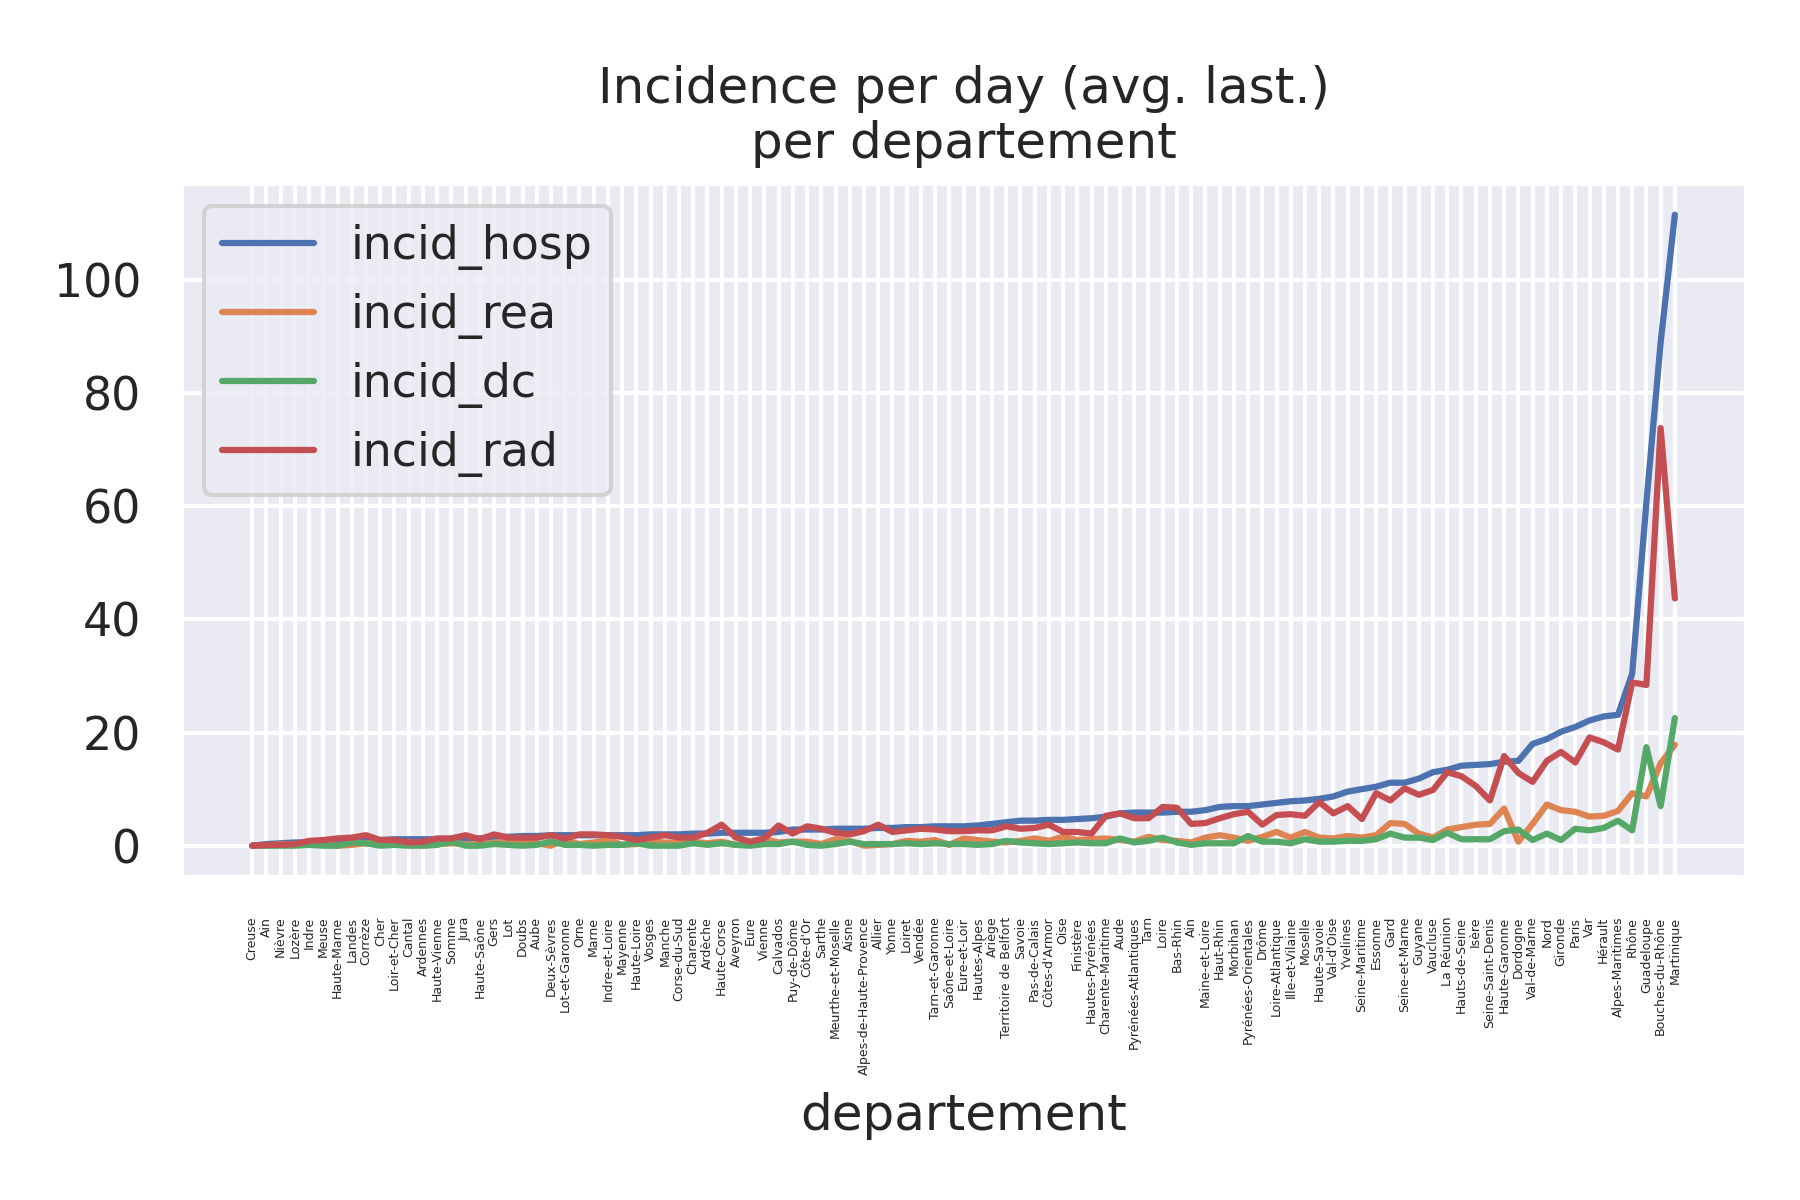 Incidence per day (avg. last.)
per departement
incid_hosp
incid_rea
incid_dc
incid_rad
100
80
60
40
20
0
Creuse
Ain
Nièvre
Lozère
Indre
Meuse
Haute-Marne
Landes
Corrèze
Cher
Loir-et-Cher
Cantal
Ardennes
Haute-Vienne
Somme
Jura
Haute-Saône
Gers
Lot
Doubs
Aube
Deux-Sèvres
Lot-et-Garonne
Orne
Marne
Indre-et-Loire
Mayenne
Haute-Loire
Vosges
Manche
Corse-du-Sud
Charente
Ardèche
Haute-Corse
Aveyron
Eure
Vienne
Calvados
Puy-de-Dôme
Côte-d'Or
Sarthe
Meurthe-et-Moselle
Aisne
Alpes-de-Haute-Provence
Allier
Yonne
Loiret
Vendée
Tarn-et-Garonne
Saône-et-Loire
Eure-et-Loir
Hautes-Alpes
Ariège
Territoire de Belfort
Savoie
Pas-de-Calais
Côtes-d'Armor
Oise
Finistère
Hautes-Pyrénées
Charente-Maritime
Aude
Pyrénées-Atlantiques
Tarn
Loire
Bas-Rhin
Ain
Maine-et-Loire
Haut-Rhin
Morbihan
Pyrénées-Orientales
Drôme
Loire-Atlantique
Ille-et-Vilaine
Moselle
Haute-Savoie
Val-d'Oise
Yvelines
Seine-Maritime
Essonne
Gard
Seine-et-Marne
Guyane
Vaucluse
La Réunion
Hauts-de-Seine
Isère
Seine-Saint-Denis
Haute-Garonne
Dordogne
Val-de-Marne
Nord
Gironde
Paris
Var
Hérault
Alpes-Maritimes
Rhône
Guadeloupe
Bouches-du-Rhône
Martinique
departement